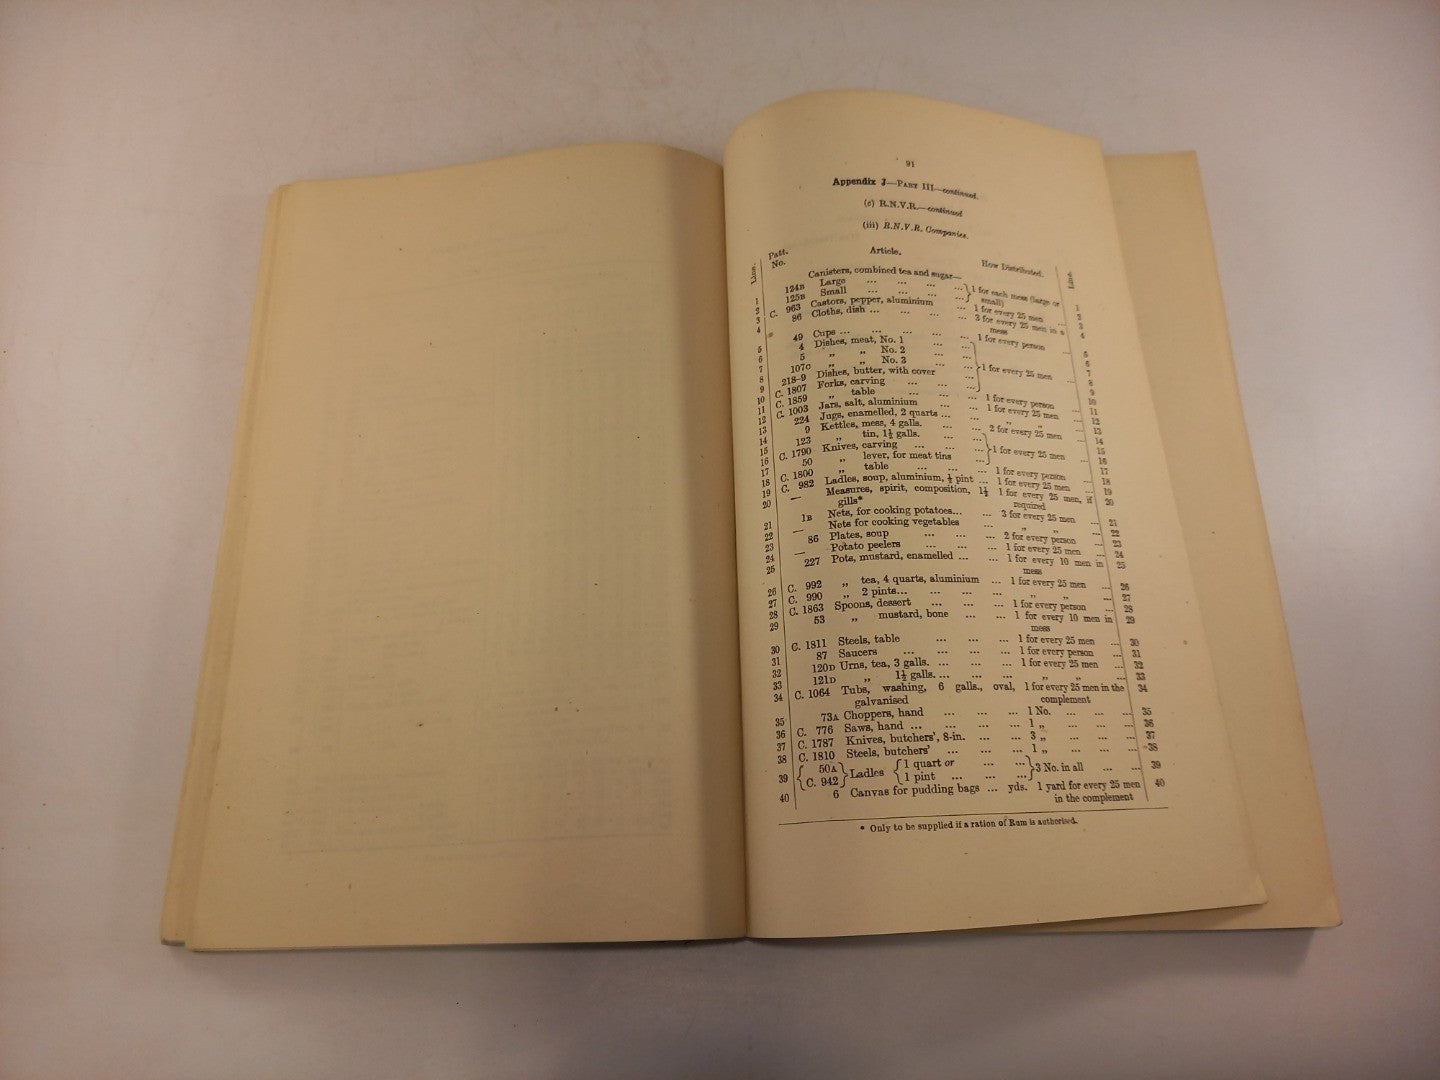 91
Appendix J—Part III—continued.
(c) R.N.V.R.—continued
(iii) R.N.V.R. Companies.
Line. Patt. No. Article. How Distributed. Line.
Canisters, combined tea and sugar—
1 124B Large ... ... ... ... } 1 for each mess (large or small) 1
2 125B Small ... ... ... ... 2
3 C. 963 Castors, pepper, aluminium ... 1 for every 25 men ... 3
4 86 Cloths, dish ... ... ... ... 3 for every 25 men in a mess 4
5 49 Cups ... ... ... ... ... 1 for every person ... 5
6 4 Dishes, meat, No. 1 ... } 1 for every 25 men ... 6
7 5 „ „ No. 2 ... 7
8 107C „ „ No. 3 ... 8
9 218-9 Dishes, butter, with cover ... 9
10 C. 1807 Forks, carving ... ... ... 10
11 C. 1859 „ table ... ... ... 1 for every person ... 11
12 C. 1003 Jars, salt, aluminium ... ... 1 for every 25 men ... 12
13 224 Jugs, enamelled, 2 quarts ... ... „ „ ... 13
14 9 Kettles, mess, 4 galls. ... ... 2 for every 25 men ... 14
15 123 „ tin, 1½ galls. ... ... } 1 for every 25 men ... 15
16 C. 1790 Knives, carving ... ... ... 16
17 50 „ lever, for meat tins ... 17
18 C. 1800 „ table ... ... ... 1 for every person ... 18
19 C. 982 Ladles, soup, aluminium, ½ pint ... 1 for every 25 men ... 19
20 — Measures, spirit, composition, 1½ 1 for every 25 men, if 20
gills* required
21 1B Nets, for cooking potatoes... ... 3 for every 25 men ... 21
22 — Nets for cooking vegetables ... „ „ ... 22
23 86 Plates, soup ... ... ... 2 for every person ... 23
24 — Potato peelers ... ... ... 1 for every 25 men ... 24
25 227 Pots, mustard, enamelled ... ... 1 for every 10 men in 25
mess
26 C. 992 „ tea, 4 quarts, aluminium ... 1 for every 25 men ... 26
27 C. 990 „ 2 pints... ... ... ... „ „ ... 27
28 C. 1863 Spoons, dessert ... ... ... 1 for every person ... 28
29 53 „ mustard, bone ... ... 1 for every 10 men in 29
mess
30 C. 1811 Steels, table ... ... ... 1 for every 25 men ... 30
31 87 Saucers ... ... ... ... 1 for every person ... 31
32 120D Urns, tea, 3 galls. ... ... ... 1 for every 25 men ... 32
33 121D „ 1½ galls. ... ... ... „ „ ... 33
34 C. 1064 Tubs, washing, 6 galls., oval, 1 for every 25 men in the 34
galvanised complement
35 73A Choppers, hand ... ... ... 1 No. ... ... ... 35
36 C. 776 Saws, hand ... ... ... ... 1 „ ... ... ... 36
37 C. 1787 Knives, butchers', 8-in. ... ... 3 „ ... ... ... 37
38 C. 1810 Steels, butchers' ... ... ... 1 „ ... ... ... 38
39 { 50A C. 942 } Ladles { 1 quart or ... ... 1 pint ... ... ... } 3 No. in all ... ... 39
40 6 Canvas for pudding bags ... yds. 1 yard for every 25 men 40
in the complement
* Only to be supplied if a ration of Rum is authorised.